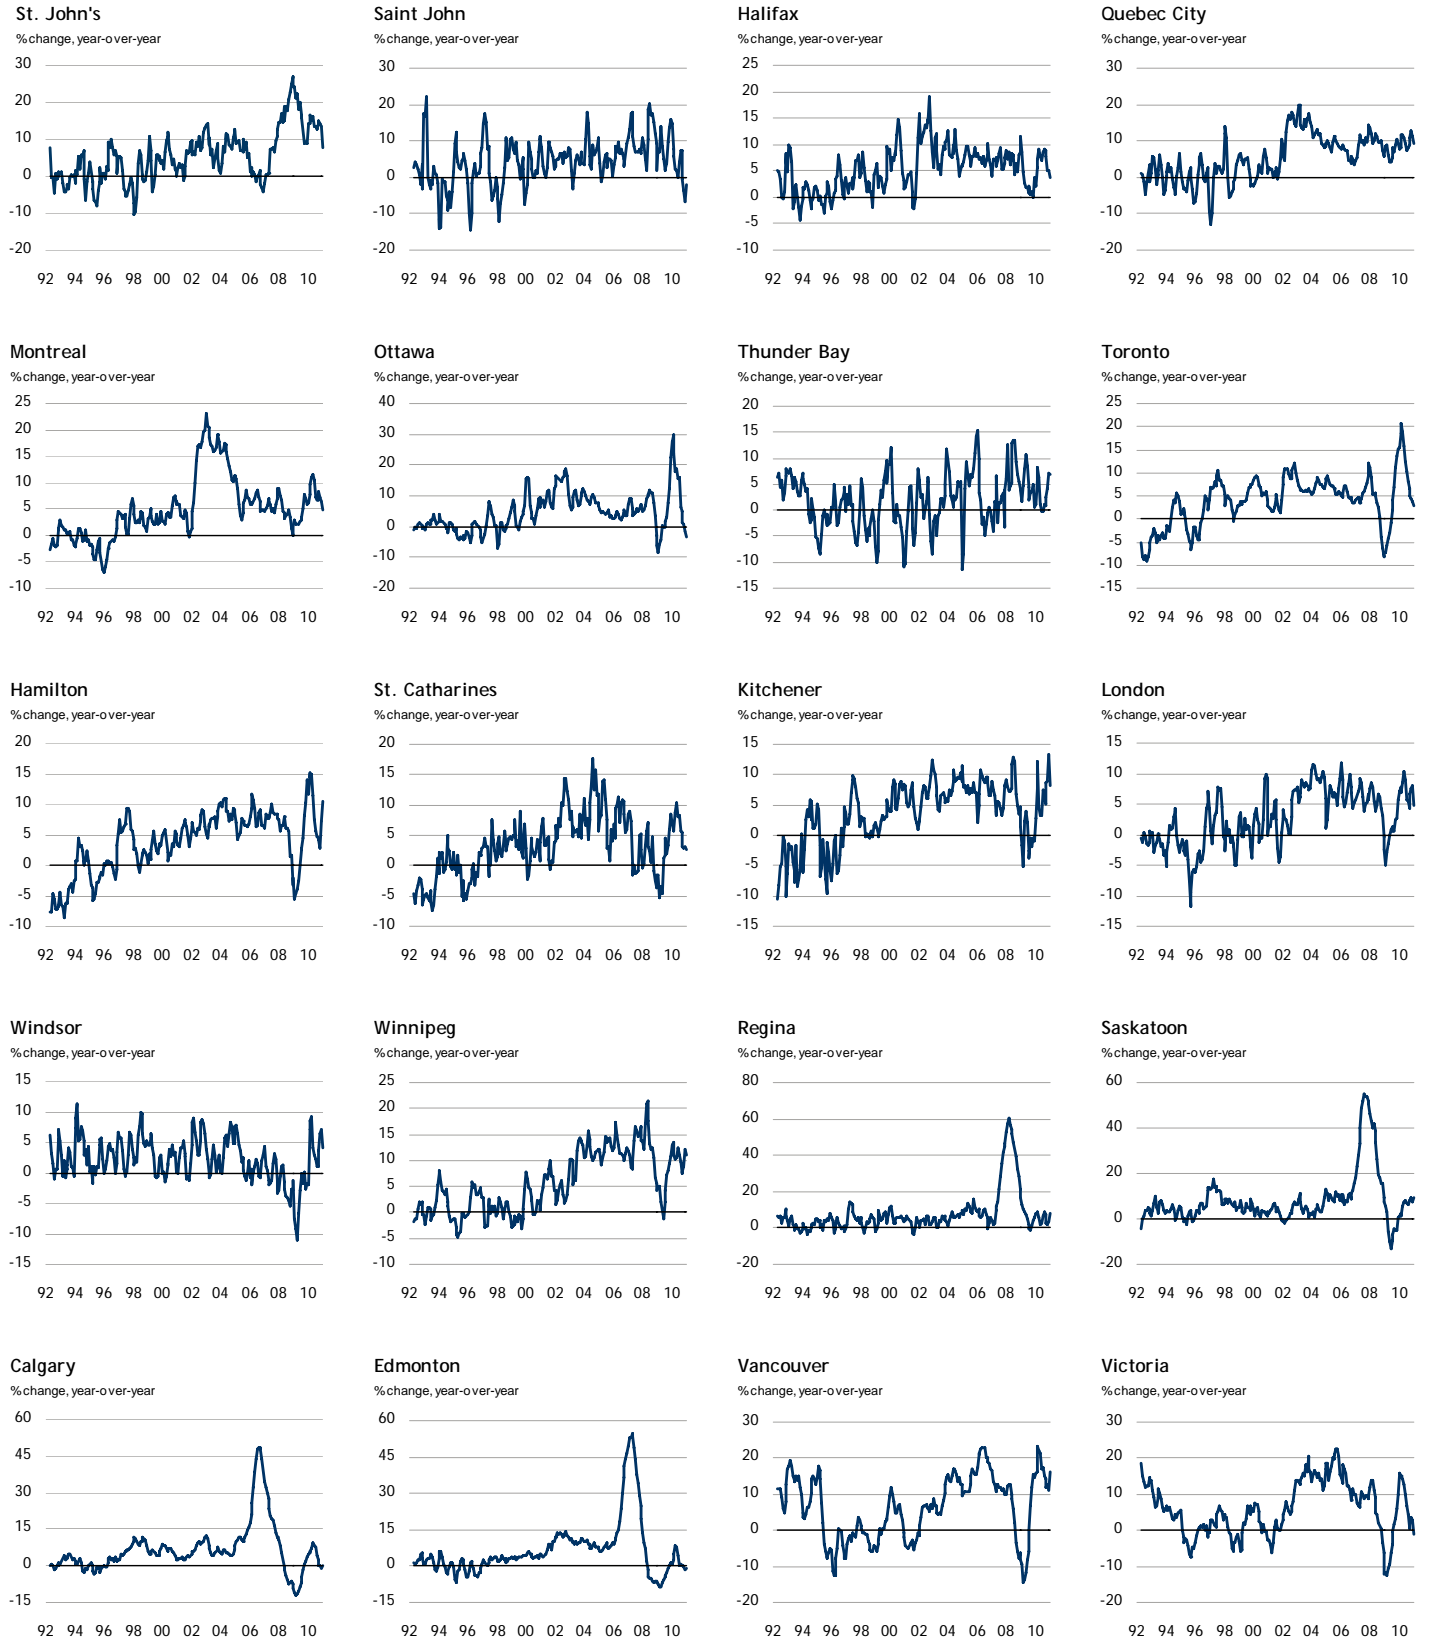 St. John's
% change, year-over-year
30
20
10
0
-10
-20
92 94 96 98 00 02 04 06 08 10
Saint John
% change, year-over-year
30
20
10
0
-10
-20
92 94 96 98 00 02 04 06 08 10
Halifax
% change, year-over-year
25
20
15
10
5
0
-5
-10
92 94 96 98 00 02 04 06 08 10
Quebec City
% change, year-over-year
30
20
10
0
-10
-20
92 94 96 98 00 02 04 06 08 10
Montreal
% change, year-over-year
25
20
15
10
5
0
-5
-10
92 94 96 98 00 02 04 06 08 10
Ottawa
% change, year-over-year
40
30
20
10
0
-10
-20
92 94 96 98 00 02 04 06 08 10
Thunder Bay
% change, year-over-year
20
15
10
5
0
-5
-10
-15
92 94 96 98 00 02 04 06 08 10
Toronto
% change, year-over-year
25
20
15
10
5
0
-5
-10
-15
92 94 96 98 00 02 04 06 08 10
Hamilton
% change, year-over-year
20
15
10
5
0
-5
-10
92 94 96 98 00 02 04 06 08 10
St. Catharines
% change, year-over-year
20
15
10
5
0
-5
-10
92 94 96 98 00 02 04 06 08 10
Kitchener
% change, year-over-year
15
10
5
0
-5
-10
-15
92 94 96 98 00 02 04 06 08 10
London
% change, year-over-year
15
10
5
0
-5
-10
-15
92 94 96 98 00 02 04 06 08 10
Windsor
% change, year-over-year
15
10
5
0
-5
-10
-15
92 94 96 98 00 02 04 06 08 10
Winnipeg
% change, year-over-year
25
20
15
10
5
0
-5
-10
92 94 96 98 00 02 04 06 08 10
Regina
% change, year-over-year
80
60
40
20
0
-20
92 94 96 98 00 02 04 06 08 10
Saskatoon
% change, year-over-year
60
40
20
0
-20
92 94 96 98 00 02 04 06 08 10
Calgary
% change, year-over-year
60
45
30
15
0
-15
92 94 96 98 00 02 04 06 08 10
Edmonton
% change, year-over-year
60
45
30
15
0
-15
92 94 96 98 00 02 04 06 08 10
Vancouver
% change, year-over-year
30
20
10
0
-10
-20
92 94 96 98 00 02 04 06 08 10
Victoria
% change, year-over-year
30
20
10
0
-10
-20
92 94 96 98 00 02 04 06 08 10